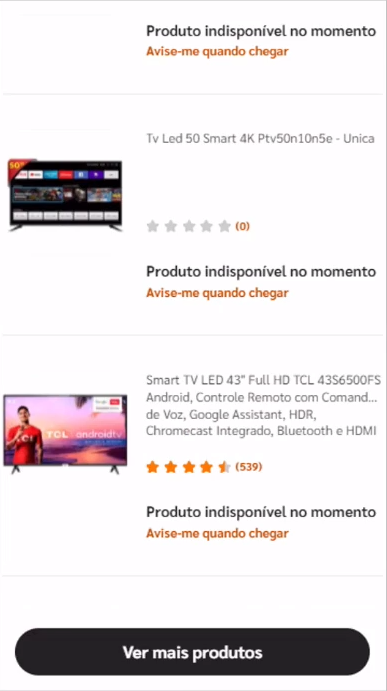 Produto indisponível no momento
Avise-me quando chegar
Tv Led 50 Smart 4K Ptv50n10n5e - Unica
50"
(0)
Produto indisponível no momento
Avise-me quando chegar
Smart TV LED 43" Full HD TCL 43S6500FS
Android, Controle Remoto com Comand...
de Voz, Google Assistant, HDR,
Chromecast Integrado, Bluetooth e HDMI
TCL androidtv
(539)
Produto indisponível no momento
Avise-me quando chegar
Ver mais produtos